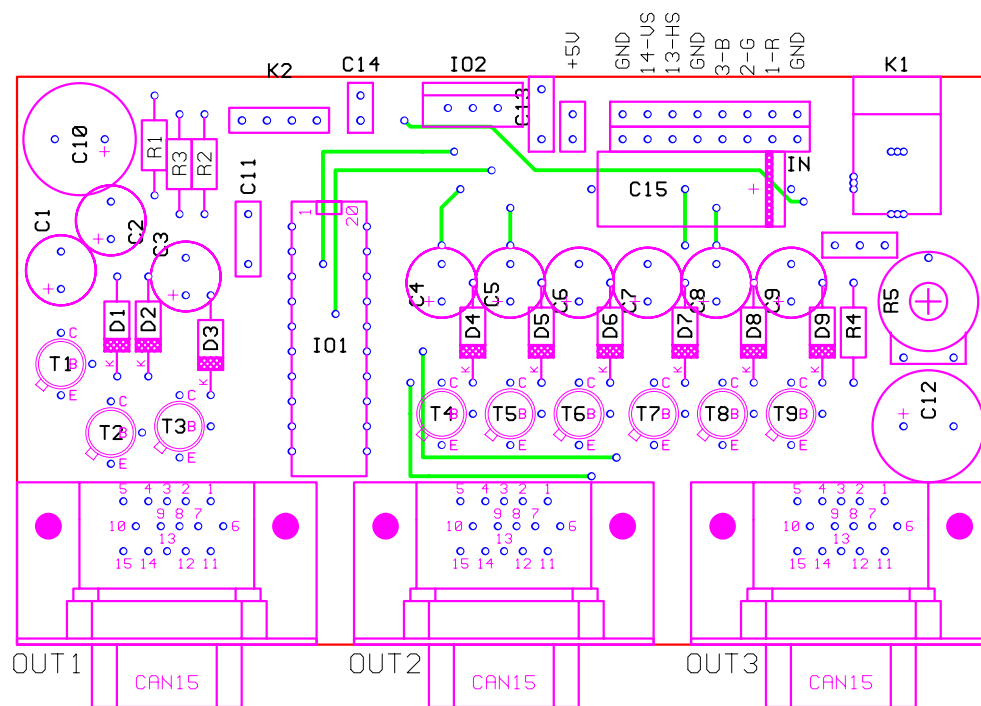 +5V GND 14-VS 13-HS GND 3-B 2-G 1-R GND
K2 C14 IO2 K1
C13
C10 + R1 R3 R2 IN
C11 C15 +
C1 C2 C3 1 20
+ + +
C4 C5 C6 C7 C8 C9 R5
+ + + + + +
D1 D2 D3 D4 D5 D6 D7 D8 D9 R4
IO1
K K K K K K K K K
T1 C B E
T2 C B E
T3 C B E
T4 C B E
T5 C B E
T6 C B E
T7 C B E
T8 C B E
T9 C B E
+ C12
5 4 3 2 1 5 4 3 2 1 5 4 3 2 1
10 9 8 7 6 10 9 8 7 6 10 9 8 7 6
13 13 13
15 14 12 11 15 14 12 11 15 14 12 11
OUT1 OUT2 OUT3
CAN15 CAN15 CAN15